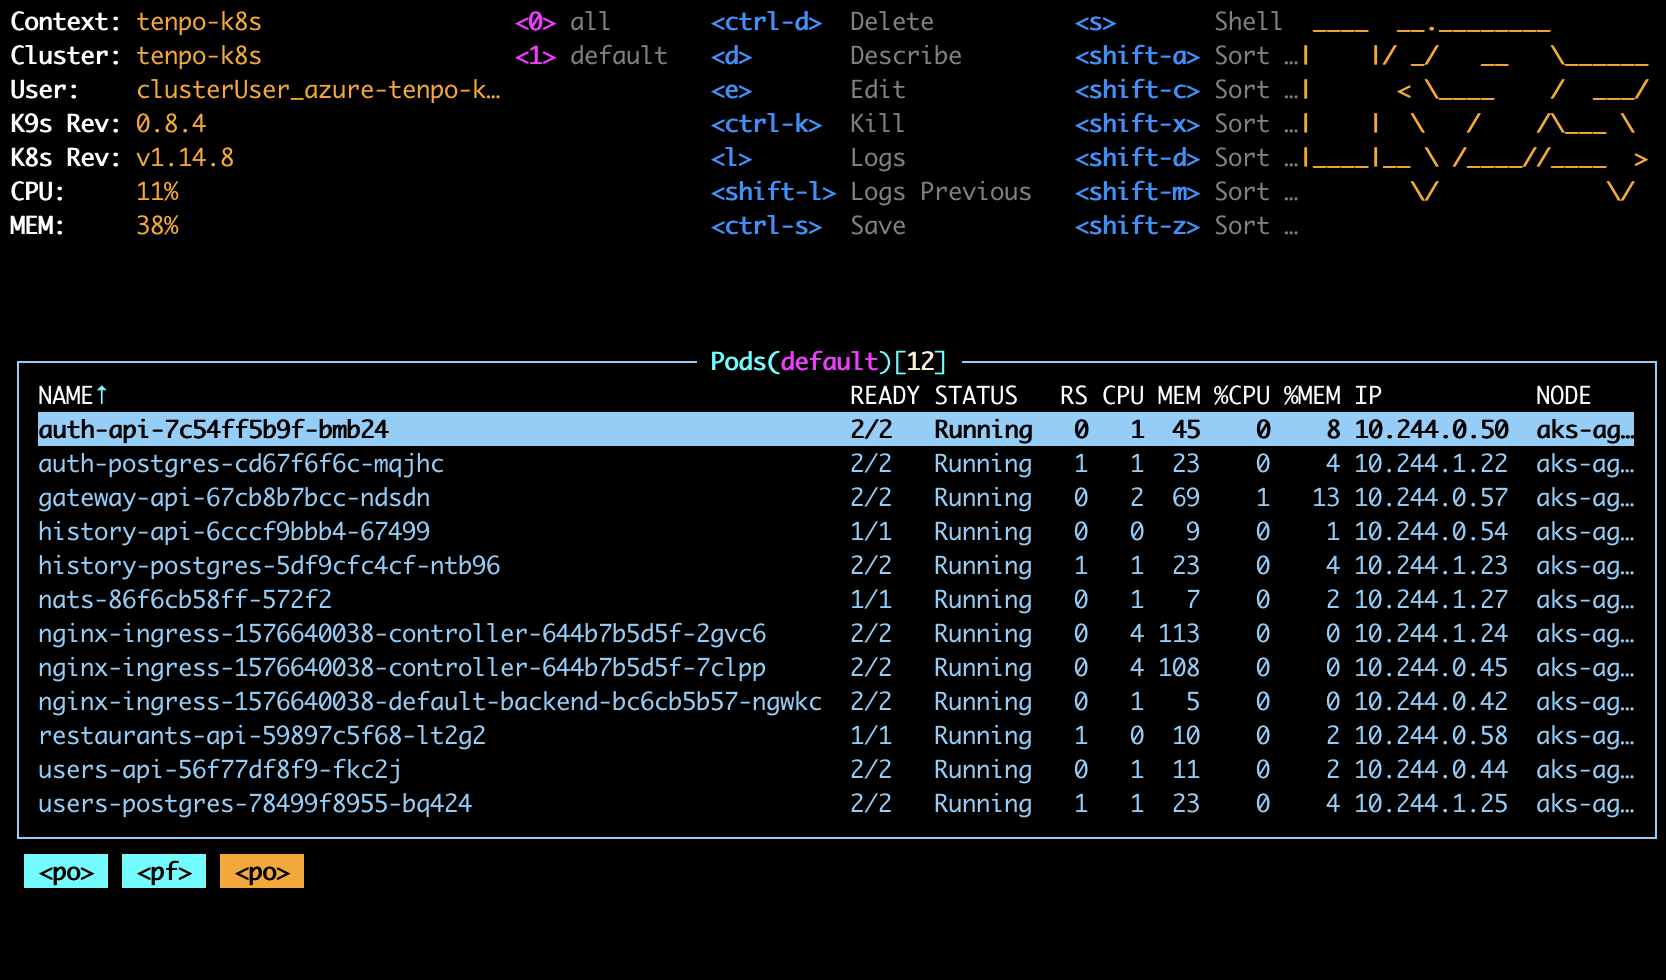 Context: tenpo-k8s <0> all <ctrl-d> Delete <s> Shell
Cluster: tenpo-k8s <1> default <d> Describe <shift-a> Sort …
User: clusterUser_azure-tenpo-k… <e> Edit <shift-c> Sort …
K9s Rev: 0.8.4 <ctrl-k> Kill <shift-x> Sort …
K8s Rev: v1.14.8 <l> Logs <shift-d> Sort …
CPU: 11% <shift-l> Logs Previous <shift-m> Sort …
MEM: 38% <ctrl-s> Save <shift-z> Sort …
Pods(default)[12]
NAME↑ READY STATUS RS CPU MEM %CPU %MEM IP NODE
auth-api-7c54ff5b9f-bmb24 2/2 Running 0 1 45 0 8 10.244.0.50 aks-ag…
auth-postgres-cd67f6f6c-mqjhc 2/2 Running 1 1 23 0 4 10.244.1.22 aks-ag…
gateway-api-67cb8b7bcc-ndsdn 2/2 Running 0 2 69 1 13 10.244.0.57 aks-ag…
history-api-6cccf9bbb4-67499 1/1 Running 0 0 9 0 1 10.244.0.54 aks-ag…
history-postgres-5df9cfc4cf-ntb96 2/2 Running 1 1 23 0 4 10.244.1.23 aks-ag…
nats-86f6cb58ff-572f2 1/1 Running 0 1 7 0 2 10.244.1.27 aks-ag…
nginx-ingress-1576640038-controller-644b7b5d5f-2gvc6 2/2 Running 0 4 113 0 0 10.244.1.24 aks-ag…
nginx-ingress-1576640038-controller-644b7b5d5f-7clpp 2/2 Running 0 4 108 0 0 10.244.0.45 aks-ag…
nginx-ingress-1576640038-default-backend-bc6cb5b57-ngwkc 2/2 Running 0 1 5 0 0 10.244.0.42 aks-ag…
restaurants-api-59897c5f68-lt2g2 1/1 Running 1 0 10 0 2 10.244.0.58 aks-ag…
users-api-56f77df8f9-fkc2j 2/2 Running 0 1 11 0 2 10.244.0.44 aks-ag…
users-postgres-78499f8955-bq424 2/2 Running 1 1 23 0 4 10.244.1.25 aks-ag…
<po> <pf> <po>